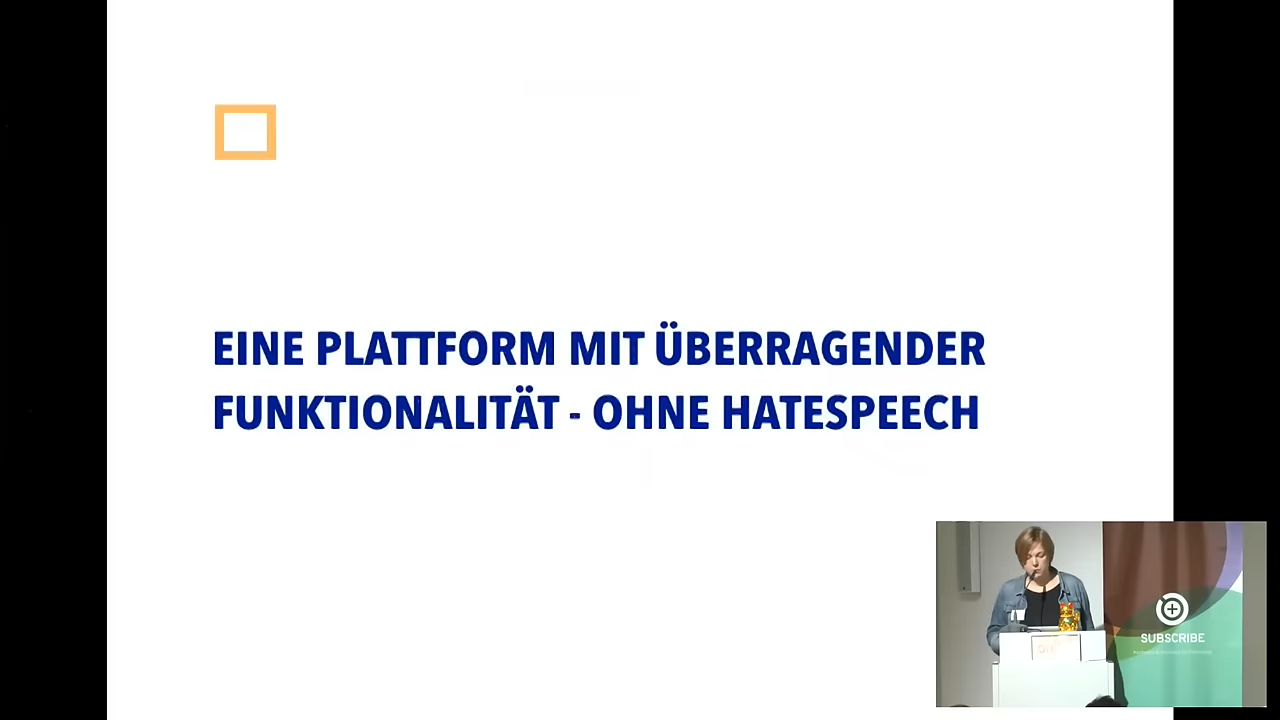 EINE PLATTFORM MIT ÜBERRAGENDER
FUNKTIONALITÄT - OHNE HATESPEECH
SUBSCRIBE